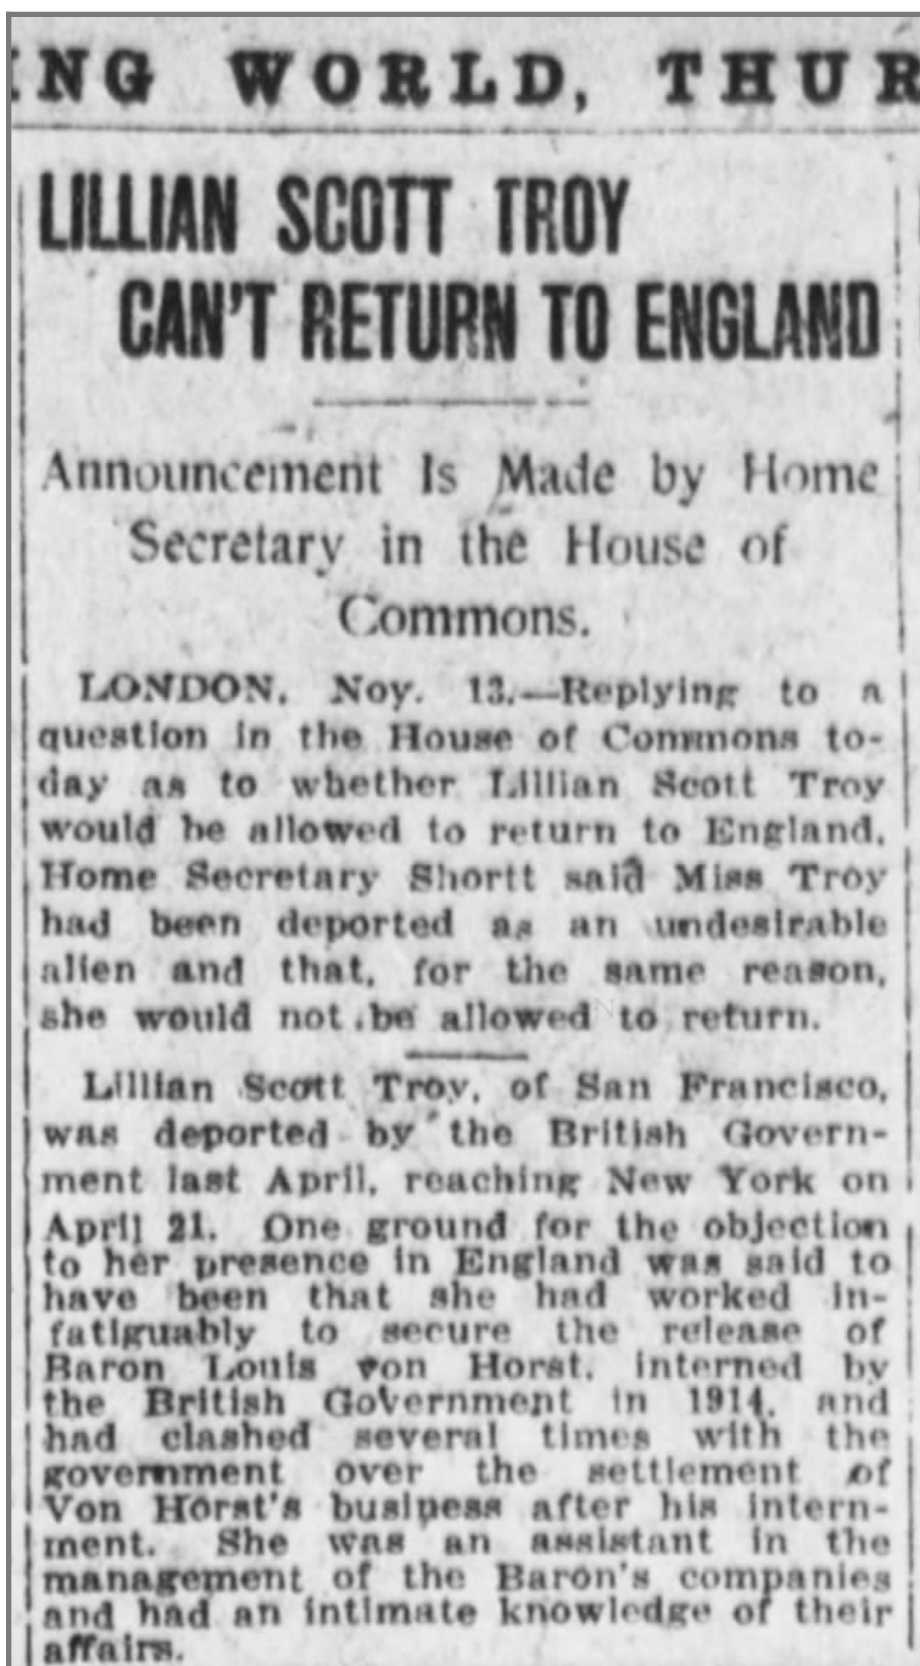 ING WORLD, THUR
LILLIAN SCOTT TROY
CAN'T RETURN TO ENGLAND
Announcement Is Made by Home
Secretary in the House of
Commons.
LONDON, Nov. 13.—Replying to a
question in the House of Commons to-
day as to whether Lillian Scott Troy
would be allowed to return to England,
Home Secretary Shortt said Miss Troy
had been deported as an undesirable
alien and that, for the same reason,
she would not be allowed to return.
Lillian Scott Troy, of San Francisco,
was deported by the British Govern-
ment last April, reaching New York on
April 21. One ground for the objection
to her presence in England was said to
have been that she had worked in-
fatiguably to secure the release of
Baron Louis von Horst, interned by
the British Government in 1914, and
had clashed several times with the
government over the settlement of
Von Horst's business after his intern-
ment. She was an assistant in the
management of the Baron's companies
and had an intimate knowledge of their
affairs.